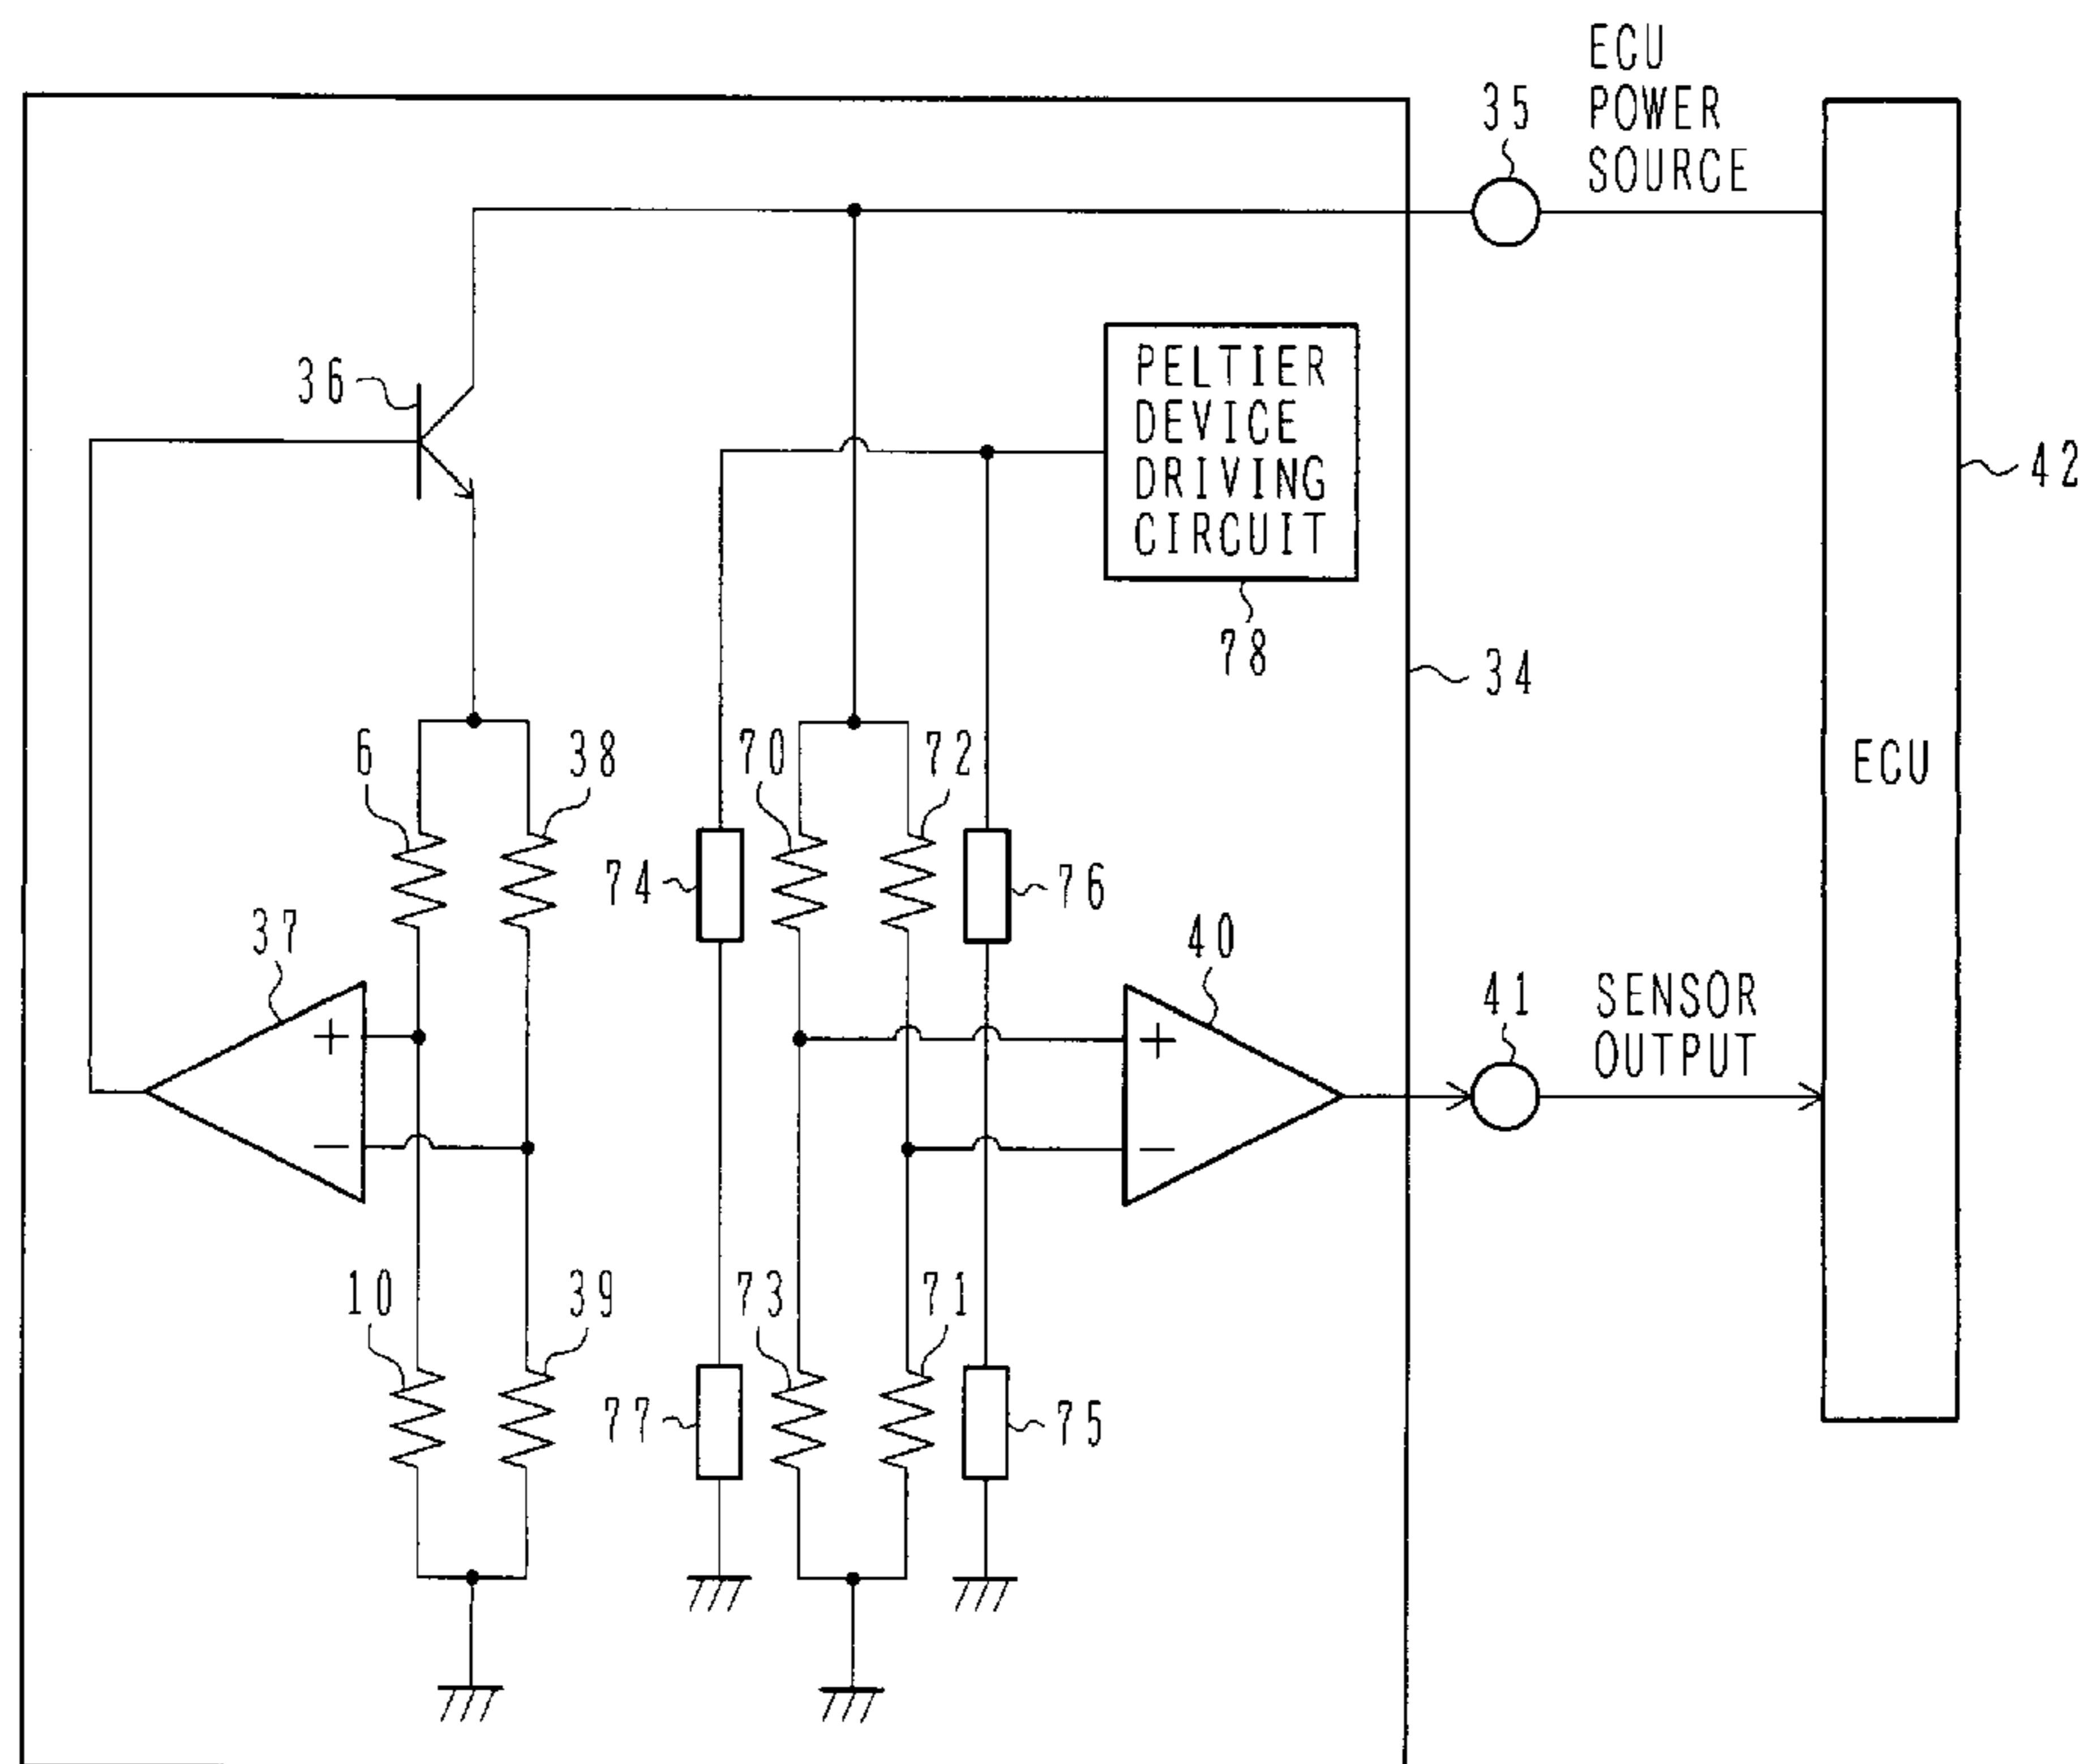 ECU
POWER
SOURCE
35
36
PELTIER
DEVICE
DRIVING
CIRCUIT
42
78
34
6
38
70
72
ECU
74
76
37
40
41
SENSOR
OUTPUT
+
+
−
−
10
39
73
71
77
75